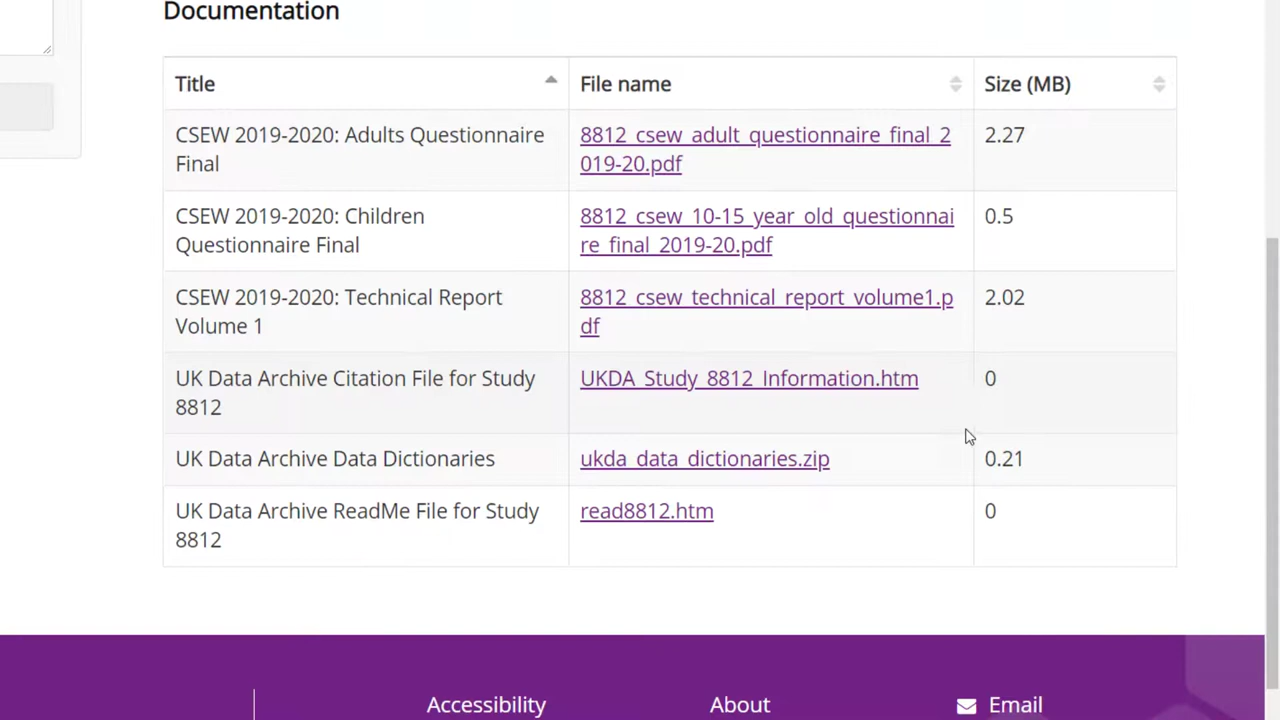 Documentation
Title
File name
Size (MB)
CSEW 2019-2020: Adults Questionnaire
Final
8812_csew_adult_questionnaire_final_2
019-20.pdf
2.27
CSEW 2019-2020: Children
Questionnaire Final
8812_csew_10-15_year_old_questionnai
re_final_2019-20.pdf
0.5
CSEW 2019-2020: Technical Report
Volume 1
8812_csew_technical_report_volume1.p
df
2.02
UK Data Archive Citation File for Study
8812
UKDA_Study_8812_Information.htm
0
UK Data Archive Data Dictionaries
ukda_data_dictionaries.zip
0.21
UK Data Archive ReadMe File for Study
8812
read8812.htm
0
Accessibility
About
Email